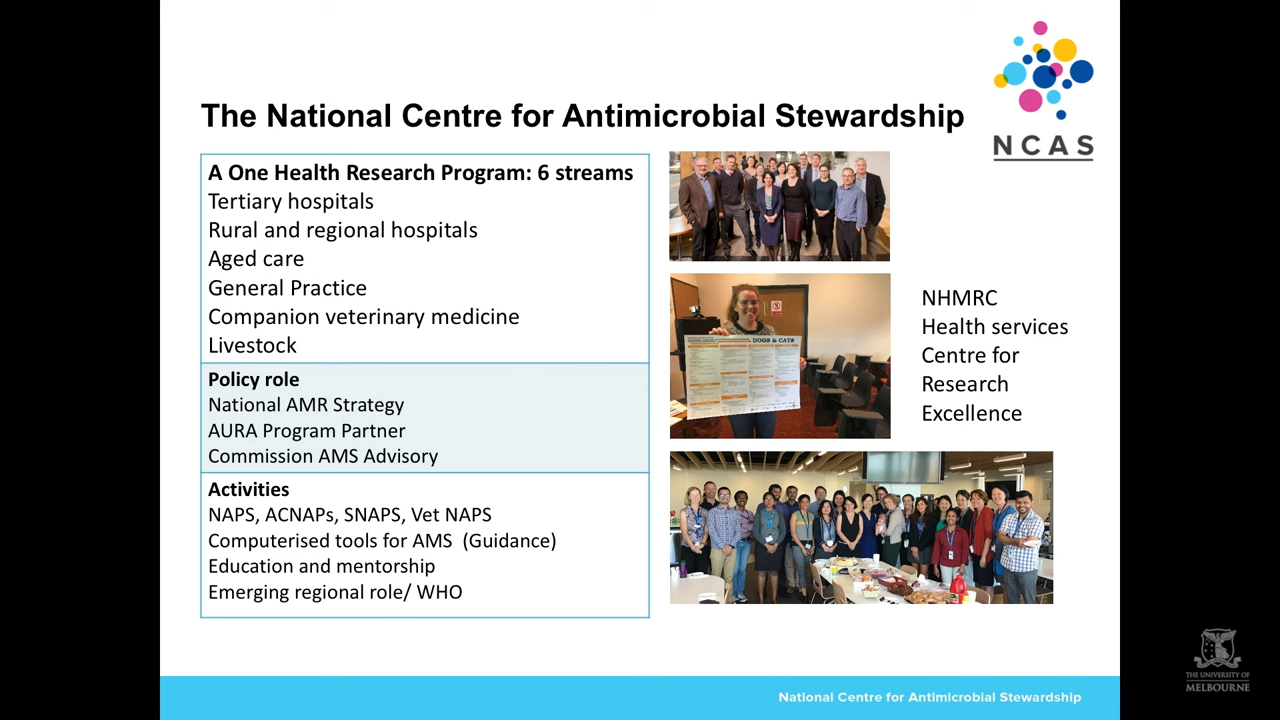 The National Centre for Antimicrobial Stewardship
NCAS
A One Health Research Program: 6 streams
Tertiary hospitals
Rural and regional hospitals
Aged care
General Practice
Companion veterinary medicine
Livestock
Policy role
National AMR Strategy
AURA Program Partner
Commission AMS Advisory
Activities
NAPS, ACNAPs, SNAPS, Vet NAPS
Computerised tools for AMS (Guidance)
Education and mentorship
Emerging regional role/ WHO
DOGS & CATS
NHMRC
Health services
Centre for
Research
Excellence
National Centre for Antimicrobial Stewardship
THE UNIVERSITY OF
MELBOURNE